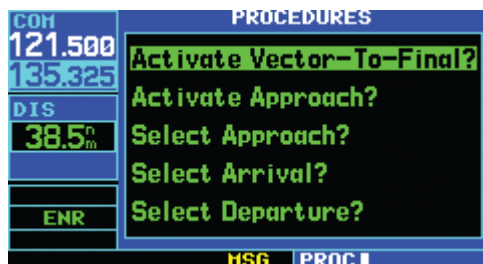 COM
121.500
135.325
DIS
38.5nm
ENR
PROCEDURES
Activate Vector-To-Final?
Activate Approach?
Select Approach?
Select Arrival?
Select Departure?
MSG
PROC